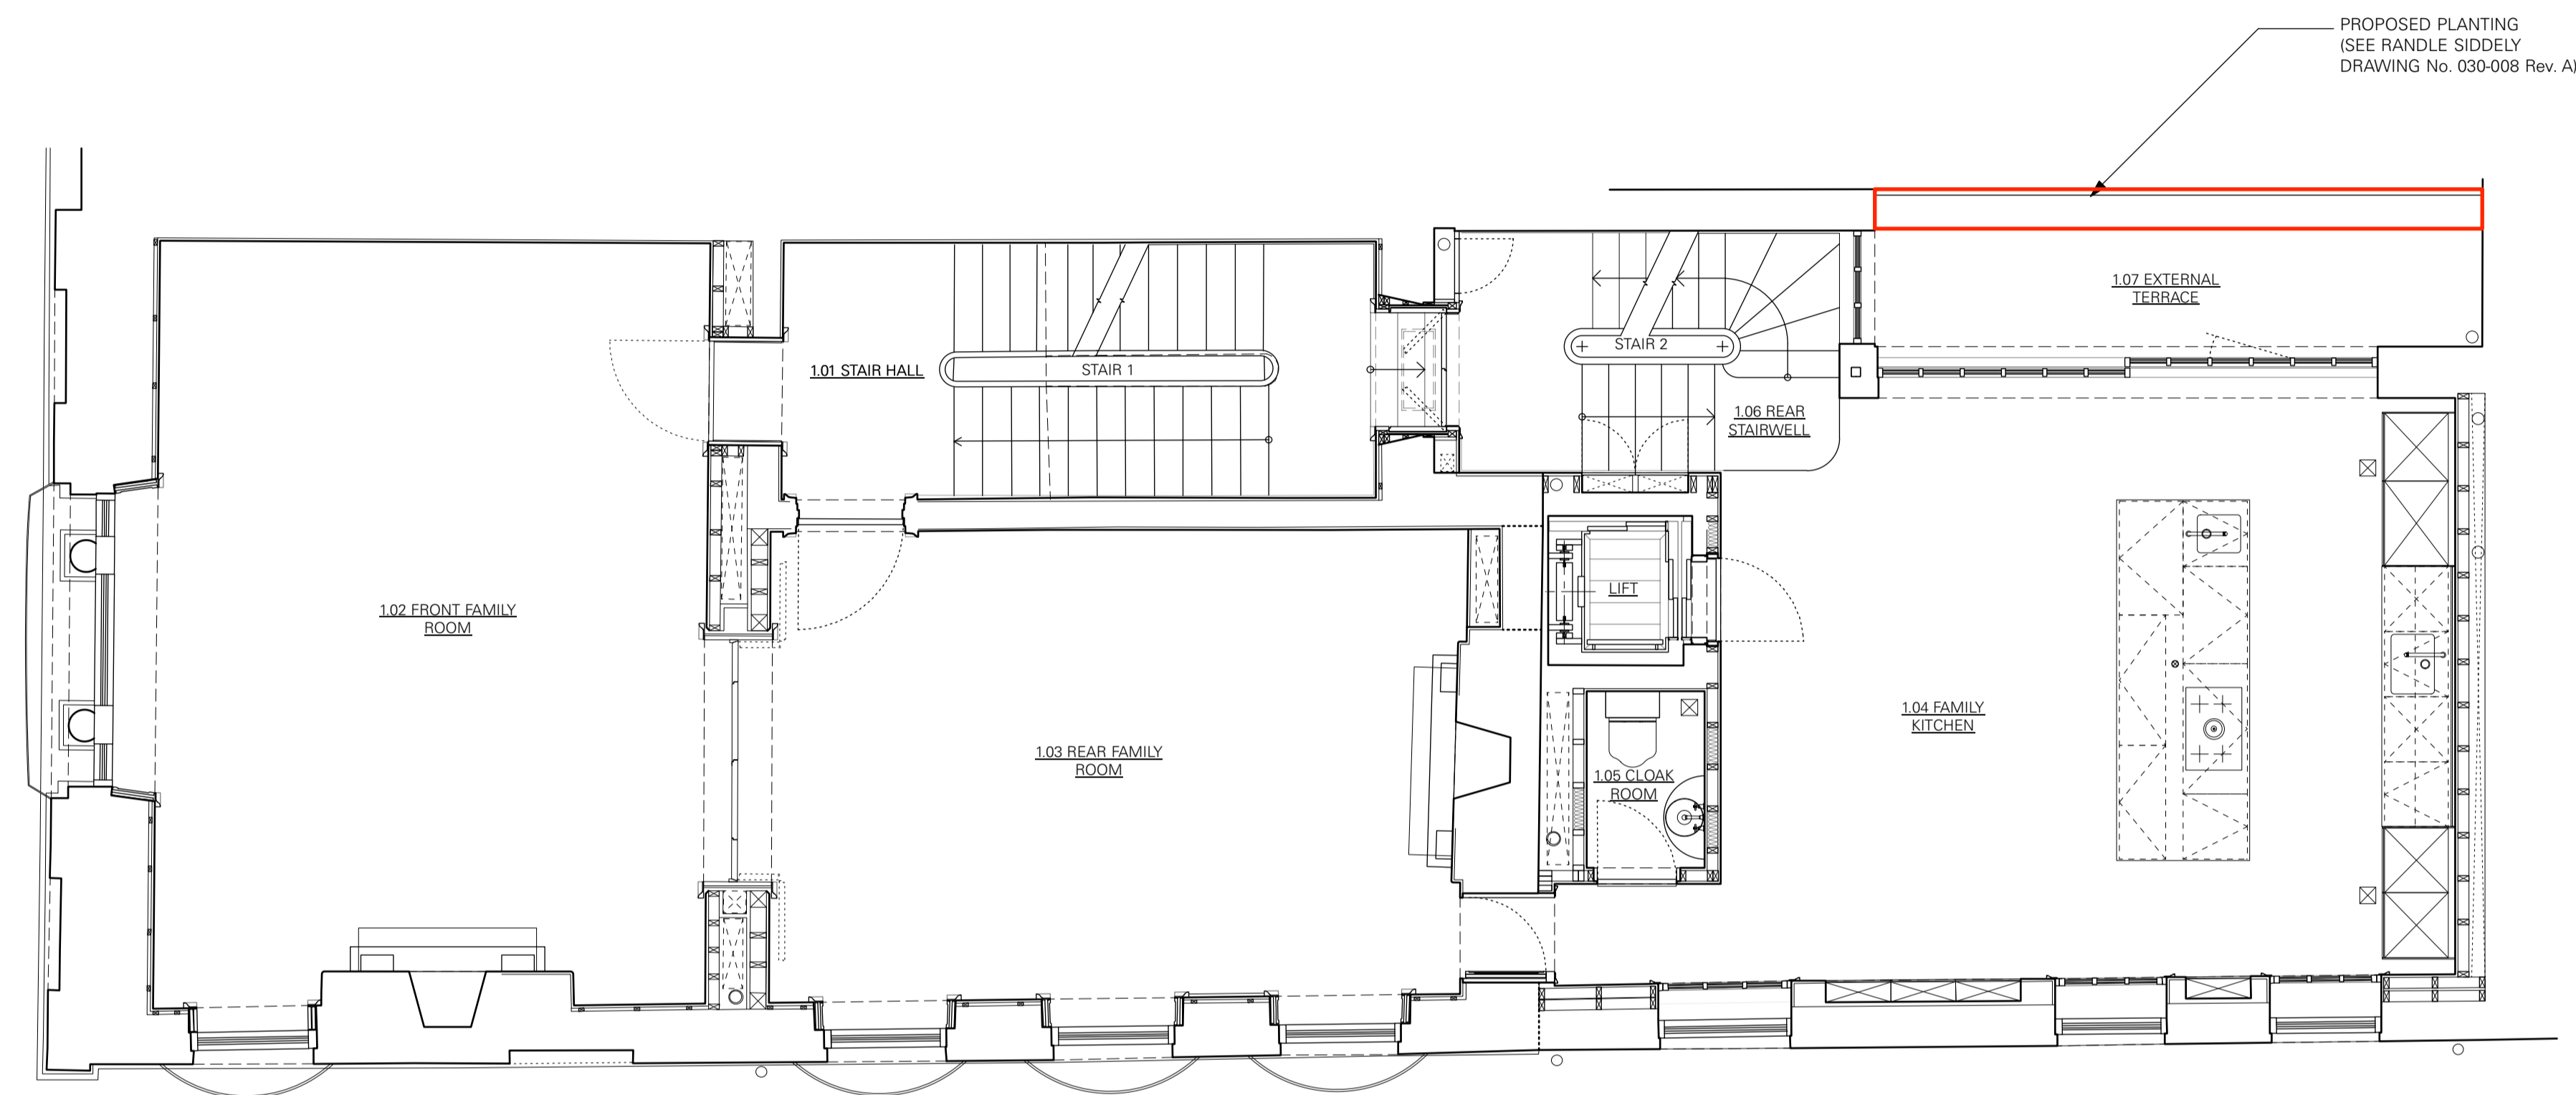 PROPOSED PLANTING
(SEE RANDLE SIDDELY
DRAWING No. 030-008 Rev. A)
1.07 EXTERNAL
TERRACE
STAIR 2
1.01 STAIR HALL
STAIR 1
1.06 REAR
STAIRWELL
LIFT
1.02 FRONT FAMILY
ROOM
1.04 FAMILY
KITCHEN
1.03 REAR FAMILY
ROOM
1.05 CLOAK
ROOM